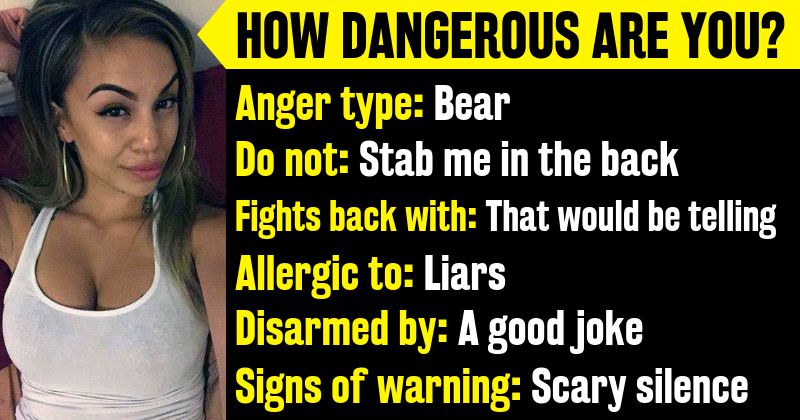 HOW DANGEROUS ARE YOU?
Anger type: Bear
Do not: Stab me in the back
Fights back with: That would be telling
Allergic to: Liars
Disarmed by: A good joke
Signs of warning: Scary silence